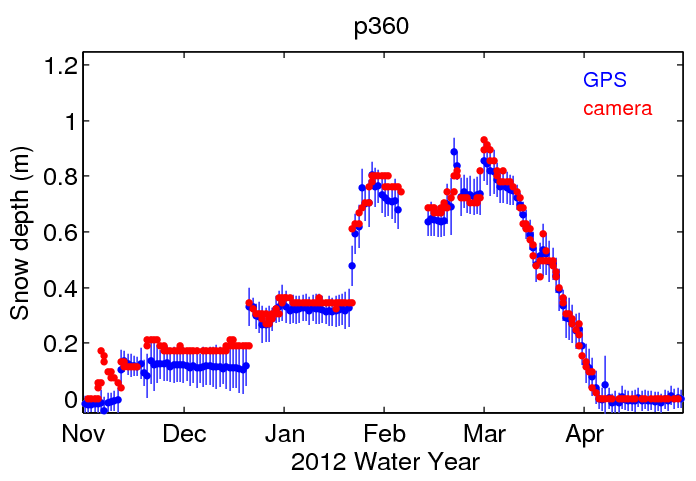 p360
1.2
GPS
camera
1
0.8
0.6
0.4
0.2
0
Snow depth (m)
Nov Dec Jan Feb Mar Apr
2012 Water Year